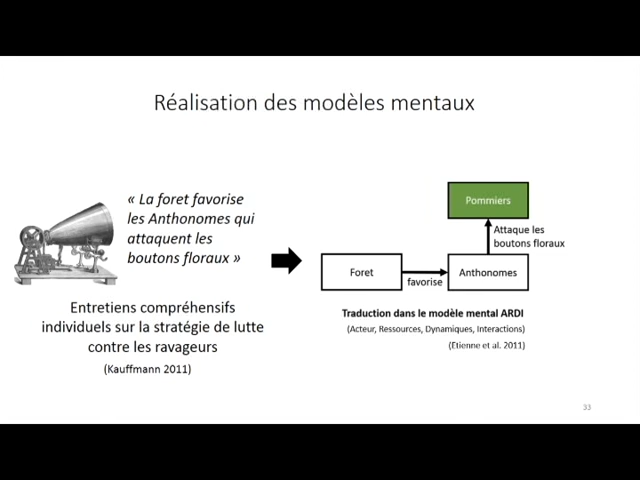 Réalisation des modèles mentaux
« La foret favorise
les Anthonomes qui
attaquent les
boutons floraux »
Entretiens compréhensifs
individuels sur la stratégie de lutte
contre les ravageurs
(Kauffmann 2011)
Pommiers
Attaque les
boutons floraux
Foret
favorise
Anthonomes
Traduction dans le modèle mental ARDI
(Acteur, Ressources, Dynamiques, Interactions)
(Etienne et al. 2011)
33